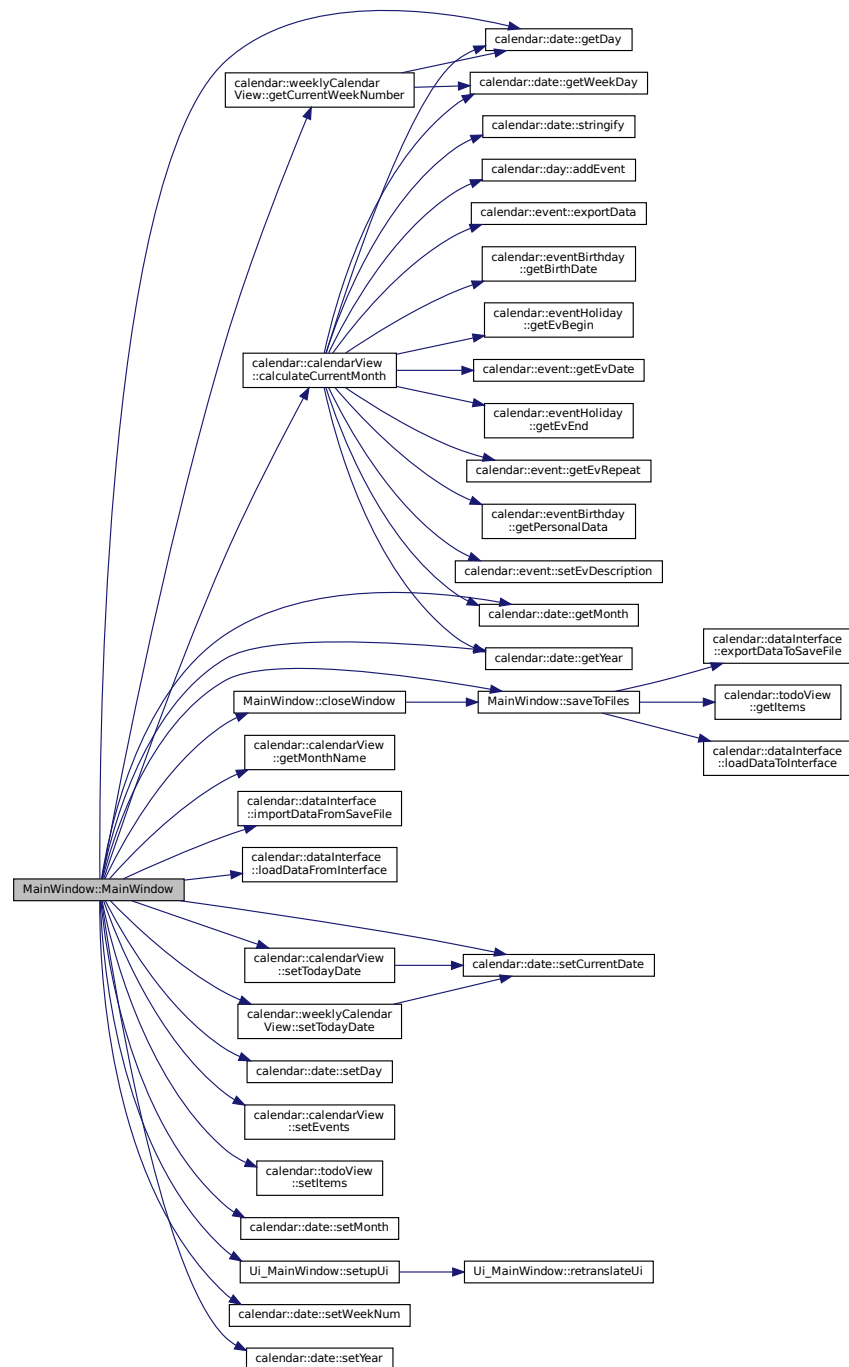 calendar::date::getDay
calendar::weeklyCalendar
View::getCurrentWeekNumber
calendar::date::getWeekDay
calendar::date::stringify
calendar::day::addEvent
calendar::event::exportData
calendar::eventBirthday
::getBirthDate
calendar::eventHoliday
::getEvBegin
calendar::calendarView
::calculateCurrentMonth
calendar::event::getEvDate
calendar::eventHoliday
::getEvEnd
calendar::event::getEvRepeat
calendar::eventBirthday
::getPersonalData
calendar::event::setEvDescription
calendar::date::getMonth
calendar::date::getYear
calendar::dataInterface
::exportDataToSaveFile
MainWindow::closeWindow
MainWindow::saveToFiles
calendar::todoView
::getItems
calendar::calendarView
::getMonthName
calendar::dataInterface
::loadDataToInterface
calendar::dataInterface
::importDataFromSaveFile
calendar::dataInterface
::loadDataFromInterface
MainWindow::MainWindow
calendar::calendarView
::setTodayDate
calendar::date::setCurrentDate
calendar::weeklyCalendar
View::setTodayDate
calendar::date::setDay
calendar::calendarView
::setEvents
calendar::todoView
::setItems
calendar::date::setMonth
Ui_MainWindow::setupUi
Ui_MainWindow::retranslateUi
calendar::date::setWeekNum
calendar::date::setYear